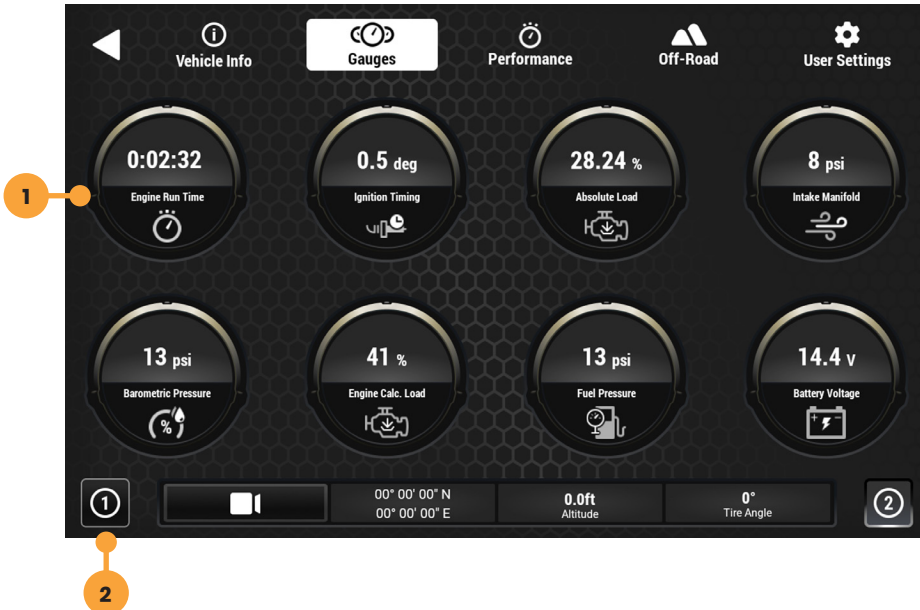 Vehicle Info
Gauges
Performance
Off-Road
User Settings
0:02:32
Engine Run Time
0.5 deg
Ignition Timing
28.24 %
Absolute Load
8 psi
Intake Manifold
1
13 psi
Barometric Pressure
%
41 %
Engine Calc. Load
13 psi
Fuel Pressure
14.4 V
Battery Voltage
1
00° 00' 00" N
00° 00' 00" E
0.0ft
Altitude
0°
Tire Angle
2
2